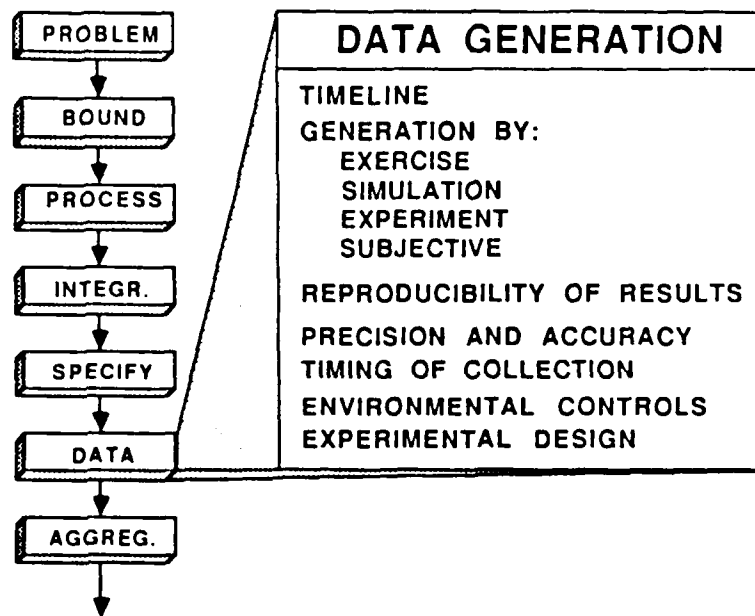 PROBLEM
BOUND
PROCESS
INTEGR.
SPECIFY
DATA
AGGREG.
DATA GENERATION
TIMELINE
GENERATION BY:
EXERCISE
SIMULATION
EXPERIMENT
SUBJECTIVE
REPRODUCIBILITY OF RESULTS
PRECISION AND ACCURACY
TIMING OF COLLECTION
ENVIRONMENTAL CONTROLS
EXPERIMENTAL DESIGN